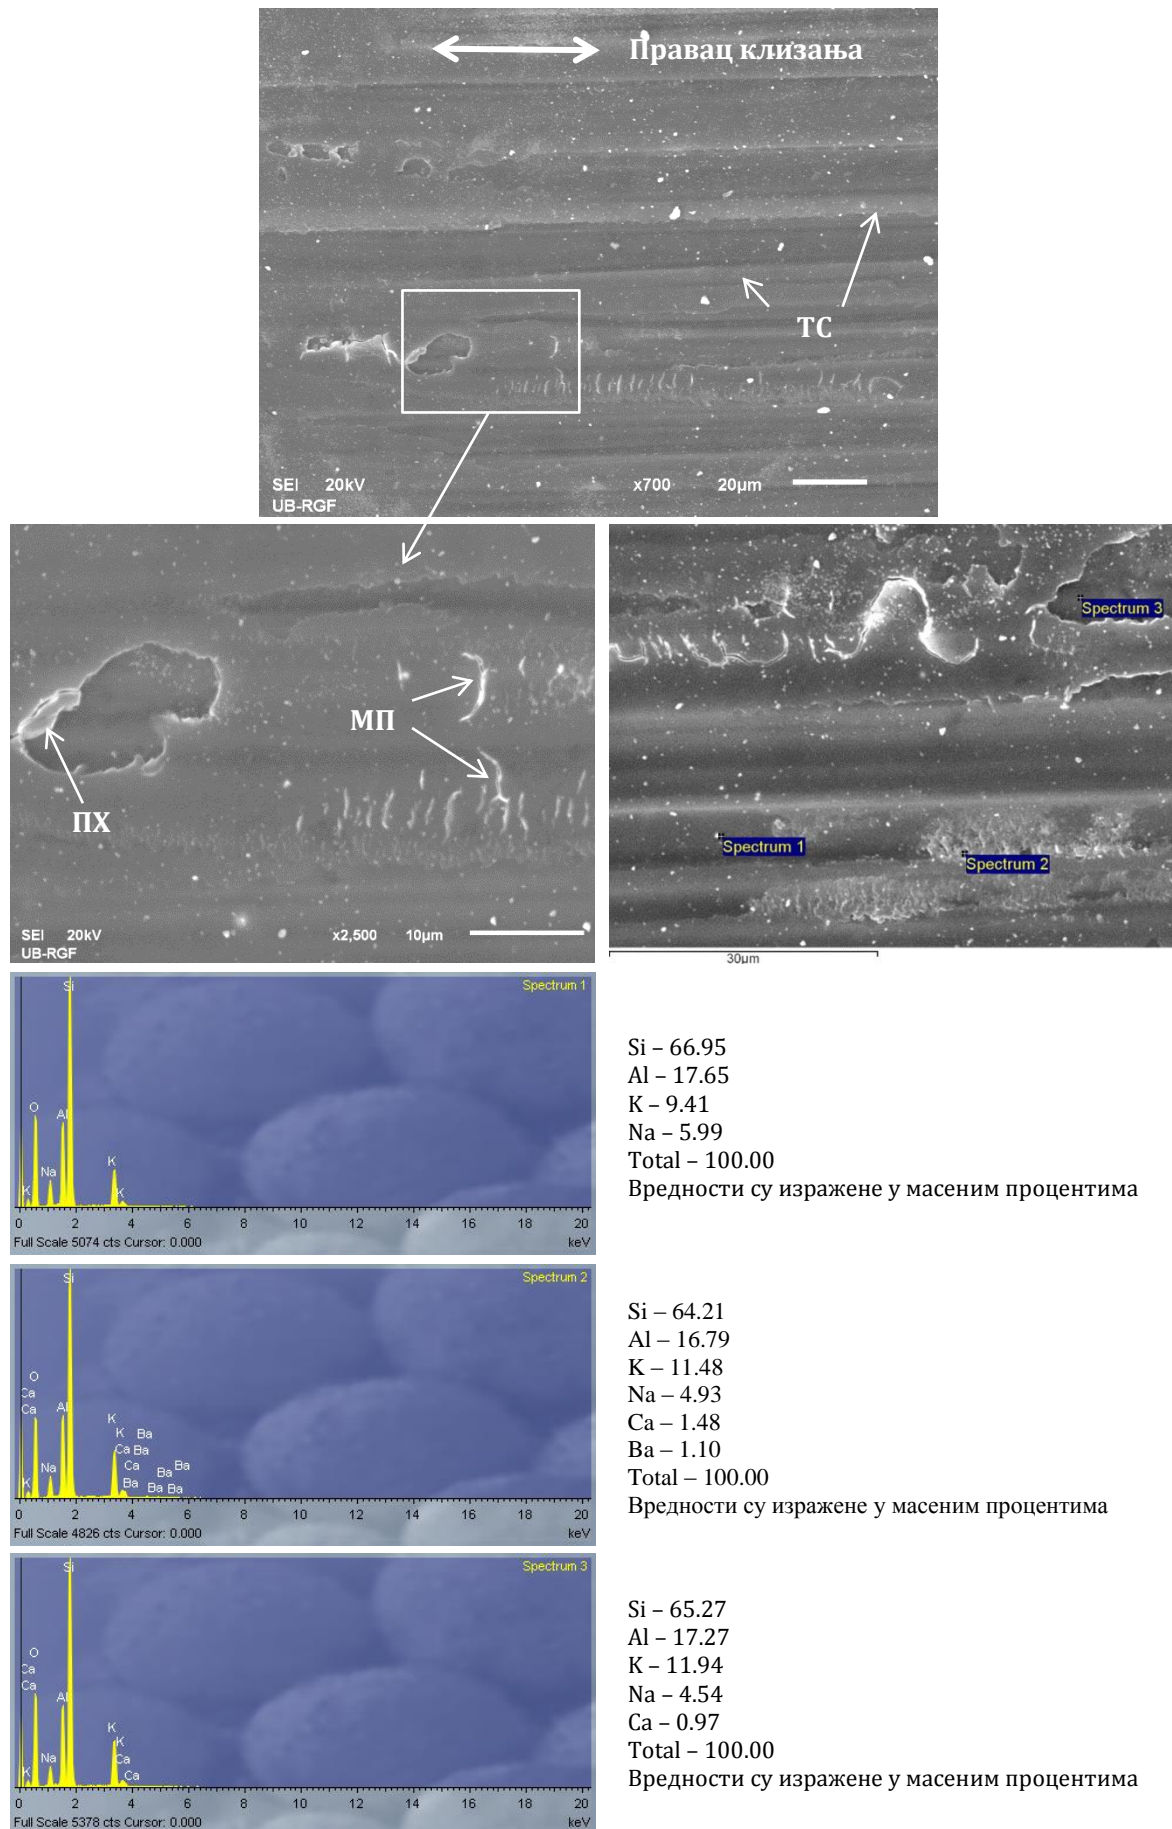 Правац клизања
ТС
SEI 20kV x700 20µm
UB-RGF
МП
ПХ
SEI 20kV x2,500 10µm
UB-RGF
Spectrum 3
Spectrum 1
Spectrum 2
30µm
Spectrum 1
Si
O
Al
Na
K
K
K
0 2 4 6 8 10 12 14 16 18 20
Full Scale 5074 cts Cursor: 0.000 keV
Si – 66.95
Al – 17.65
K – 9.41
Na – 5.99
Total – 100.00
Вредности су изражене у масеним процентима
Spectrum 2
Si
O
Ca
Ca
Al
K
K Ba
Ca Ba
Na Ca Ba Ba
K Ba Ba Ba
0 2 4 6 8 10 12 14 16 18 20
Full Scale 4826 cts Cursor: 0.000 keV
Si – 64.21
Al – 16.79
K – 11.48
Na – 4.93
Ca – 1.48
Ba – 1.10
Total – 100.00
Вредности су изражене у масеним процентима
Spectrum 3
Si
O
Ca
Ca
Al
K
K
Na Ca
K Ca
0 2 4 6 8 10 12 14 16 18 20
Full Scale 5378 cts Cursor: 0.000 keV
Si – 65.27
Al – 17.27
K – 11.94
Na – 4.54
Ca – 0.97
Total – 100.00
Вредности су изражене у масеним процентима